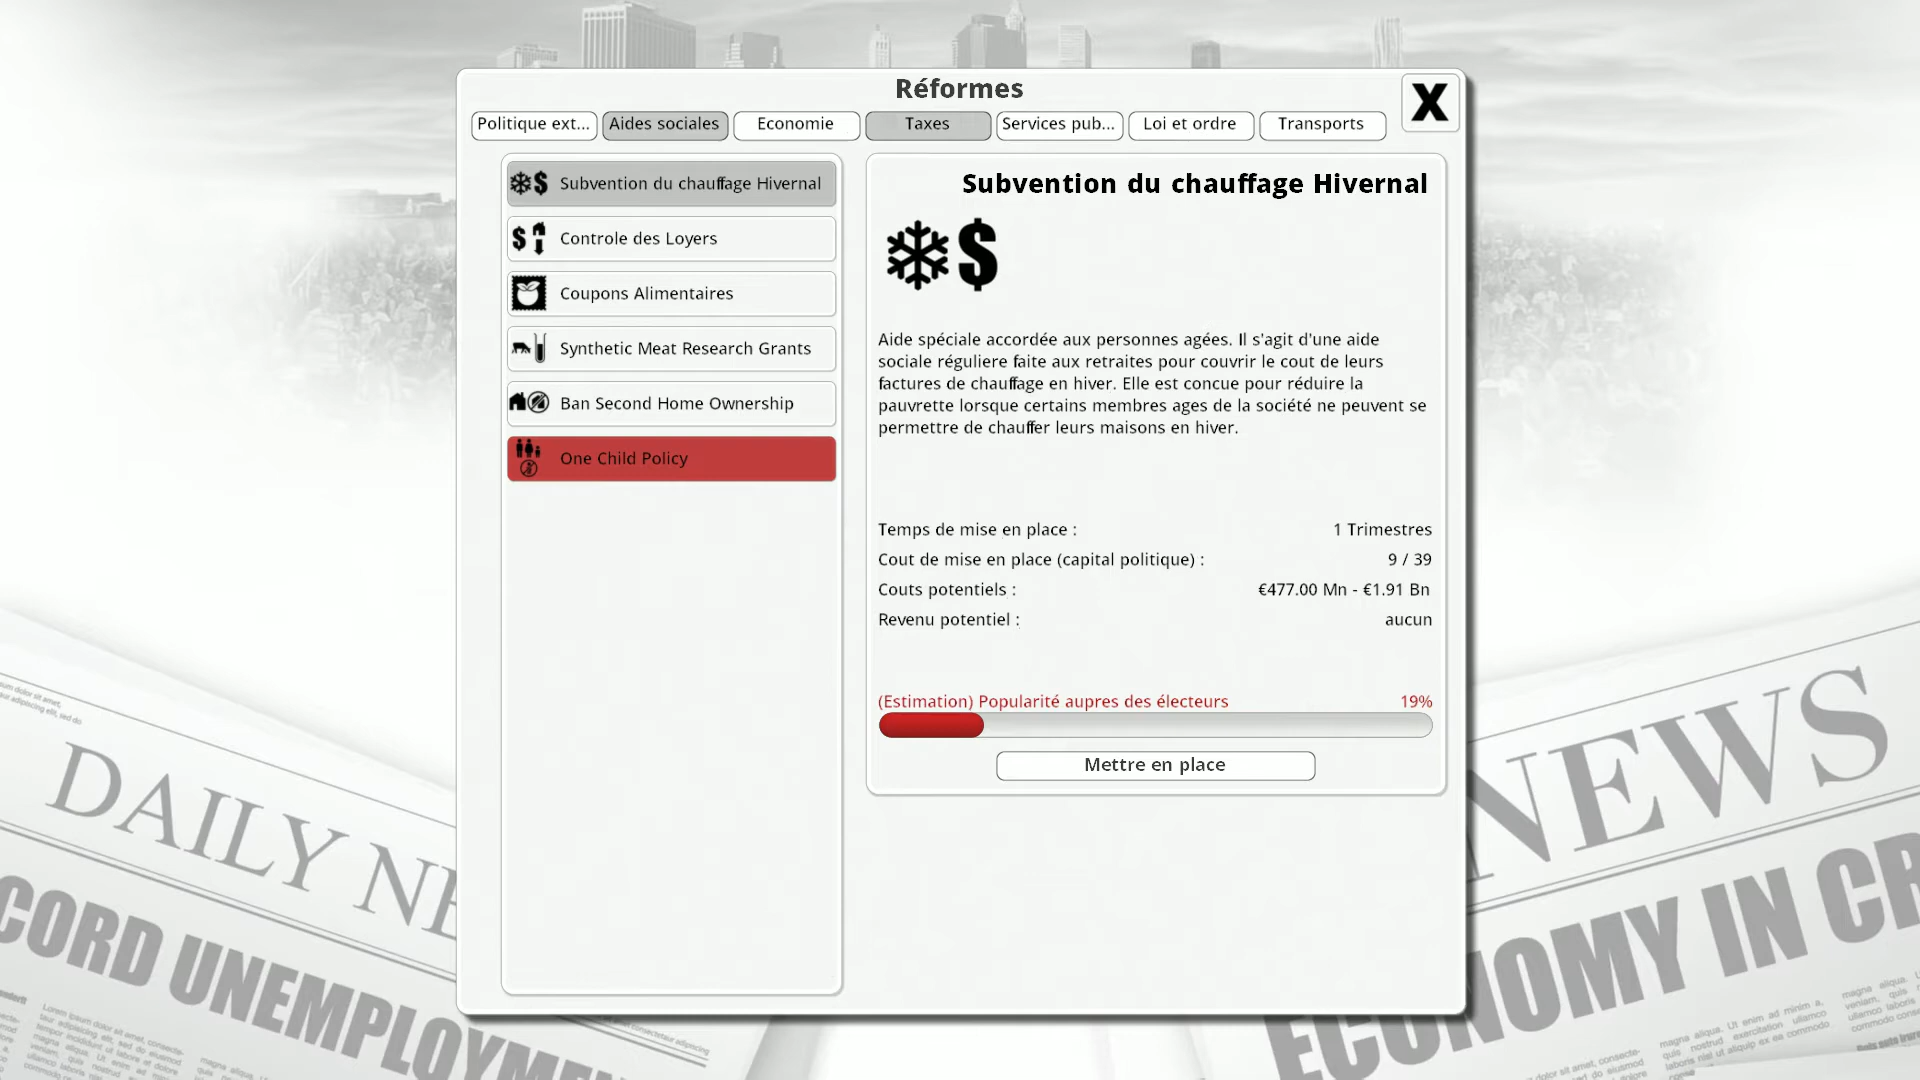 Réformes
X
Politique ext...
Aides sociales
Economie
Taxes
Services pub...
Loi et ordre
Transports
Subvention du chauffage Hivernal
Controle des Loyers
Coupons Alimentaires
Synthetic Meat Research Grants
Ban Second Home Ownership
One Child Policy
Subvention du chauffage Hivernal
Aide spéciale accordée aux personnes agées. Il s'agit d'une aide
sociale réguliere faite aux retraites pour couvrir le cout de leurs
factures de chauffage en hiver. Elle est concue pour réduire la
pauvrette lorsque certains membres ages de la société ne peuvent se
permettre de chauffer leurs maisons en hiver.
Temps de mise en place : 1 Trimestres
Cout de mise en place (capital politique) : 9 / 39
Couts potentiels : €477.00 Mn - €1.91 Bn
Revenu potentiel : aucun
(Estimation) Popularité aupres des électeurs 19%
Mettre en place
DAILY NE
CORD UNEMPLOYME
NEWS
ECONOMY IN CR